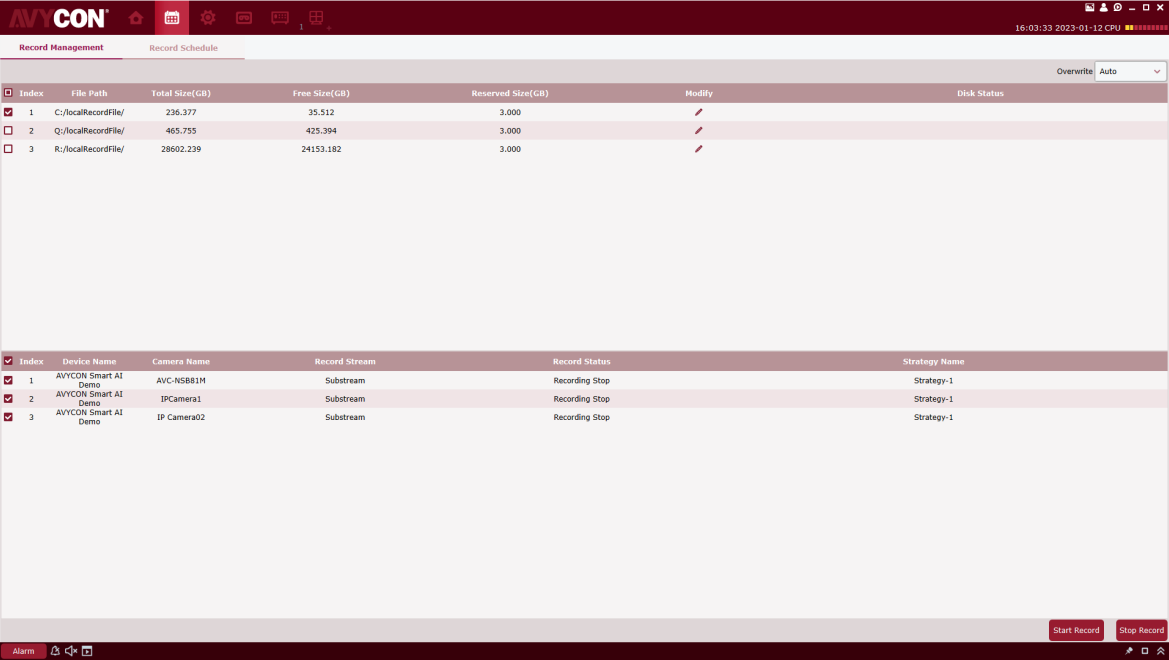 AVYCON
1
16:03:33 2023-01-12 CPU
Record Management Record Schedule
Overwrite Auto
Index File Path Total Size(GB) Free Size(GB) Reserved Size(GB) Modify Disk Status
1 C:/localRecordFile/ 236.377 35.512 3.000
2 Q:/localRecordFile/ 465.755 425.394 3.000
3 R:/localRecordFile/ 28602.239 24153.182 3.000
Index Device Name Camera Name Record Stream Record Status Strategy Name
1 AVYCON Smart AI Demo AVC-NSB81M Substream Recording Stop Strategy-1
2 AVYCON Smart AI Demo IPCamera1 Substream Recording Stop Strategy-1
3 AVYCON Smart AI Demo IP Camera02 Substream Recording Stop Strategy-1
Start Record Stop Record
Alarm